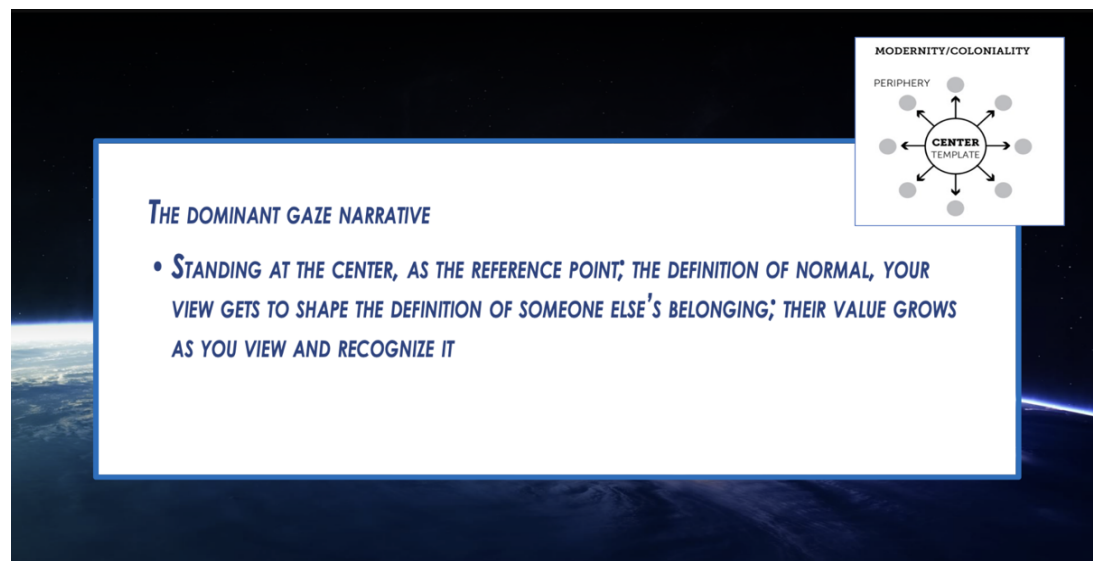 MODERNITY/COLONIALITY
PERIPHERY
CENTER
TEMPLATE
THE DOMINANT GAZE NARRATIVE
• STANDING AT THE CENTER, AS THE REFERENCE POINT; THE DEFINITION OF NORMAL, YOUR
VIEW GETS TO SHAPE THE DEFINITION OF SOMEONE ELSE'S BELONGING; THEIR VALUE GROWS
AS YOU VIEW AND RECOGNIZE IT